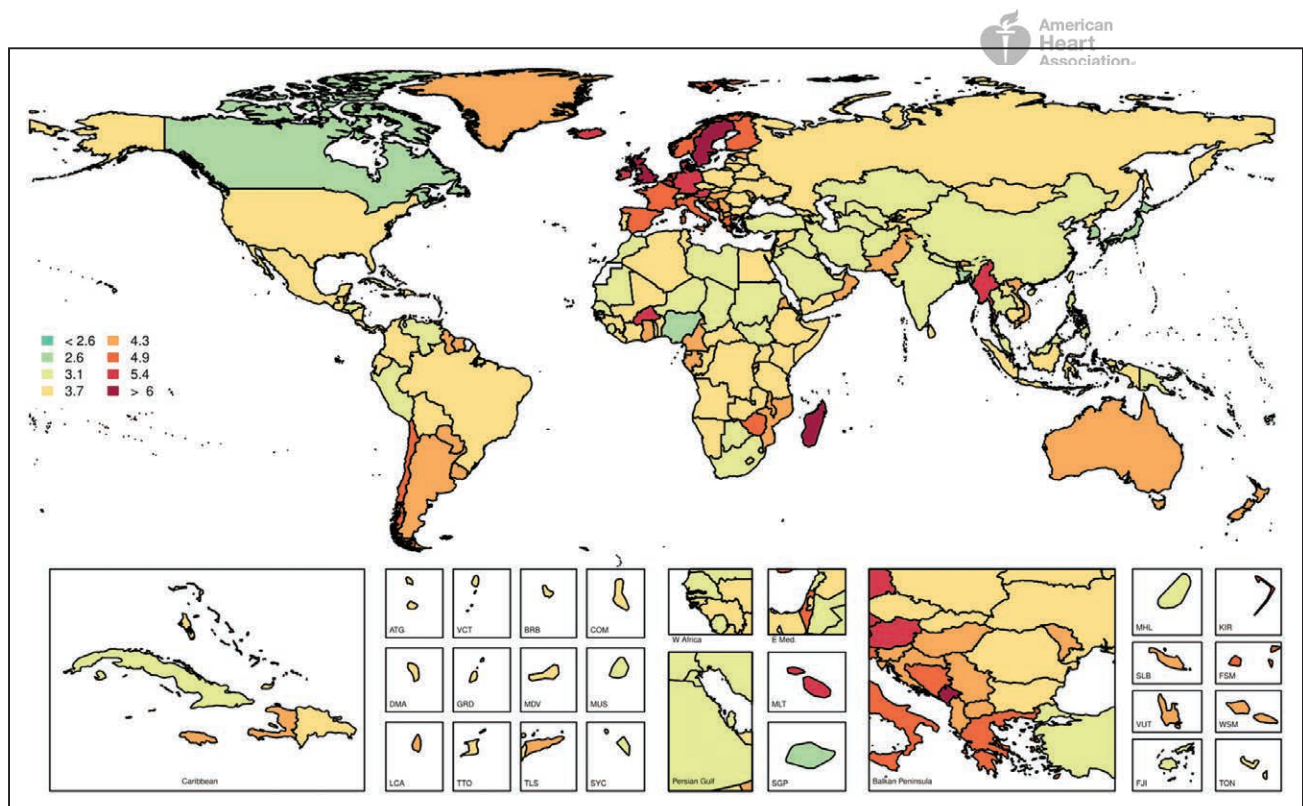 American
Heart
Association®
< 2.6
2.6
3.1
3.7
4.3
4.9
5.4
> 6
Caribbean
ATG
VCT
BRB
COM
DMA
GRD
MDV
MUS
LCA
TTO
TLS
SYC
W Africa
E Med.
Persian Gulf
MLT
SGP
Balkan Peninsula
MHL
KIR
SLB
FSM
VUT
WSM
FJI
TON